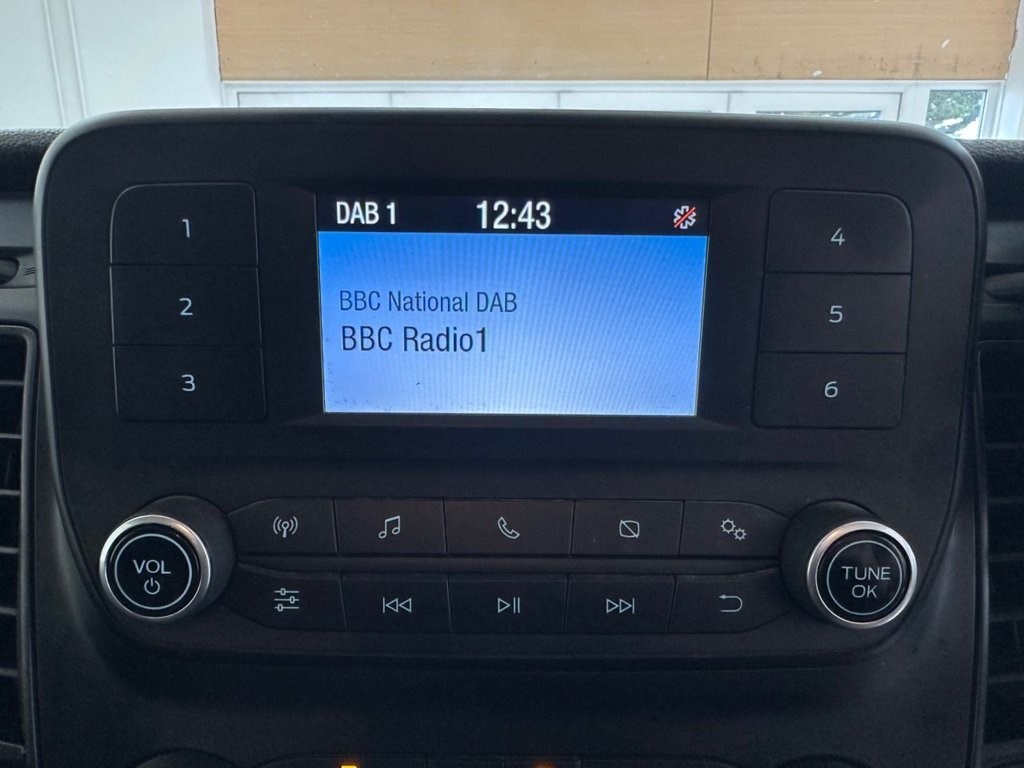 DAB 1 12:43
BBC National DAB
BBC Radio1
1
2
3
4
5
6
VOL
TUNE
OK